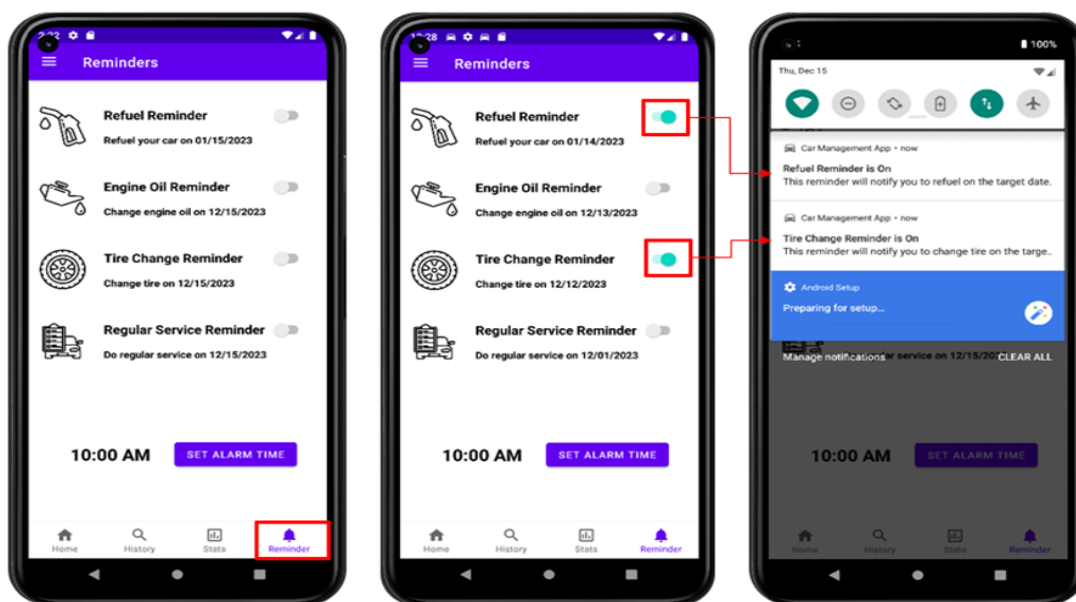 Reminders
Refuel Reminder
Refuel your car on 01/15/2023
Engine Oil Reminder
Change engine oil on 12/15/2023
Tire Change Reminder
Change tire on 12/15/2023
Regular Service Reminder
Do regular service on 12/15/2023
10:00 AM
SET ALARM TIME
Home History Stats Reminder
Reminders
Refuel Reminder
Refuel your car on 01/14/2023
Engine Oil Reminder
Change engine oil on 12/13/2023
Tire Change Reminder
Change tire on 12/12/2023
Regular Service Reminder
Do regular service on 12/01/2023
10:00 AM
SET ALARM TIME
Home History Stats Reminder
100%
Thu, Dec 15
Car Management App • now
Refuel Reminder is On
This reminder will notify you to refuel on the target date.
Car Management App • now
Tire Change Reminder is On
This reminder will notify you to change tire on the targe..
Android Setup
Preparing for setup...
Manage notifications
regular service on 12/15/20
CLEAR ALL
10:00 AM
SET ALARM TIME
Home History Stats Reminder